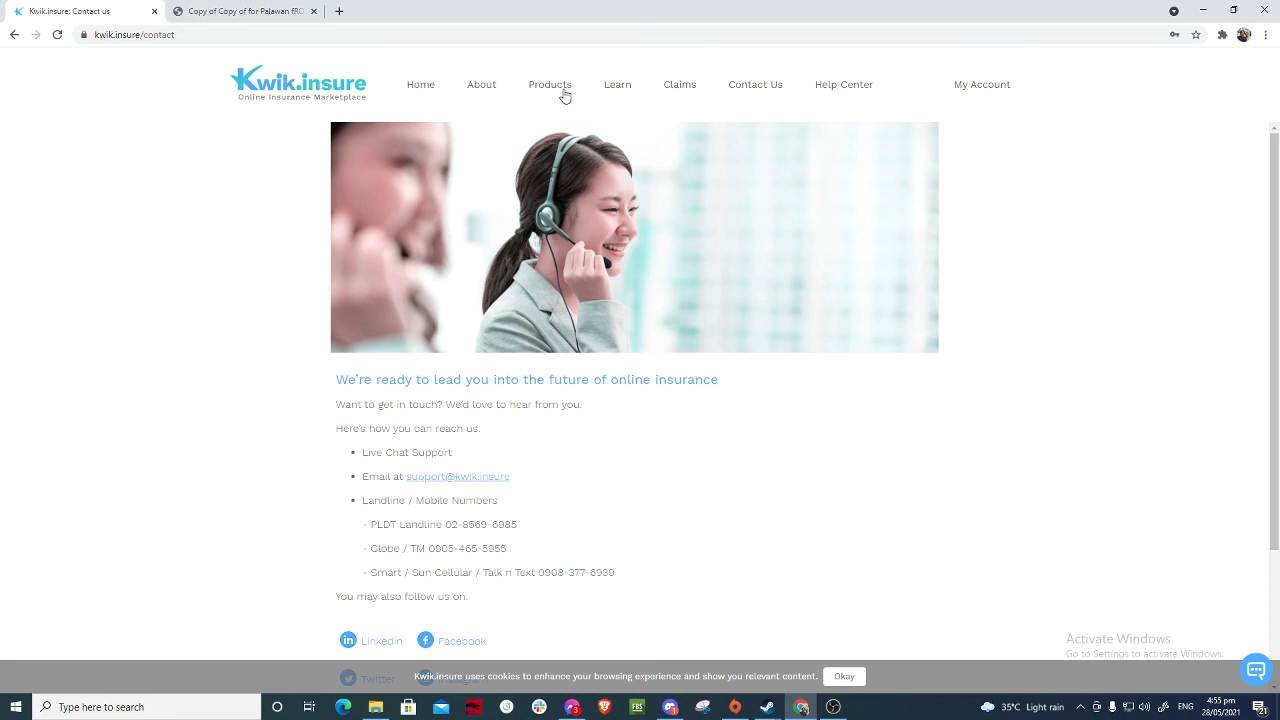 Kwik.insure: Contact us
Copy of Copy of for Palawan fRC
kwik.insure/contact
Kwik.insure
Online Insurance Marketplace
Home About Products Learn Claims Contact Us Help Center My Account
We're ready to lead you into the future of online insurance
Want to get in touch? We'd love to hear from you.
Here's how you can reach us:
• Live Chat Support
• Email at support@kwik.insure
• Landline / Mobile Numbers
- PLDT Landline 02-8569-6985
- Globe / TM 0905-465-5955
- Smart / Sun Cellular / Talk n Text 0908-377-6939
You may also follow us on:
Linkedin Facebook
Activate Windows
Go to Settings to activate Windows.
Twitter
Kwik.insure uses cookies to enhance your browsing experience and show you relevant content. Okay
Type here to search
FBS
35°C Light rain
ENG
4:55 pm
28/05/2021